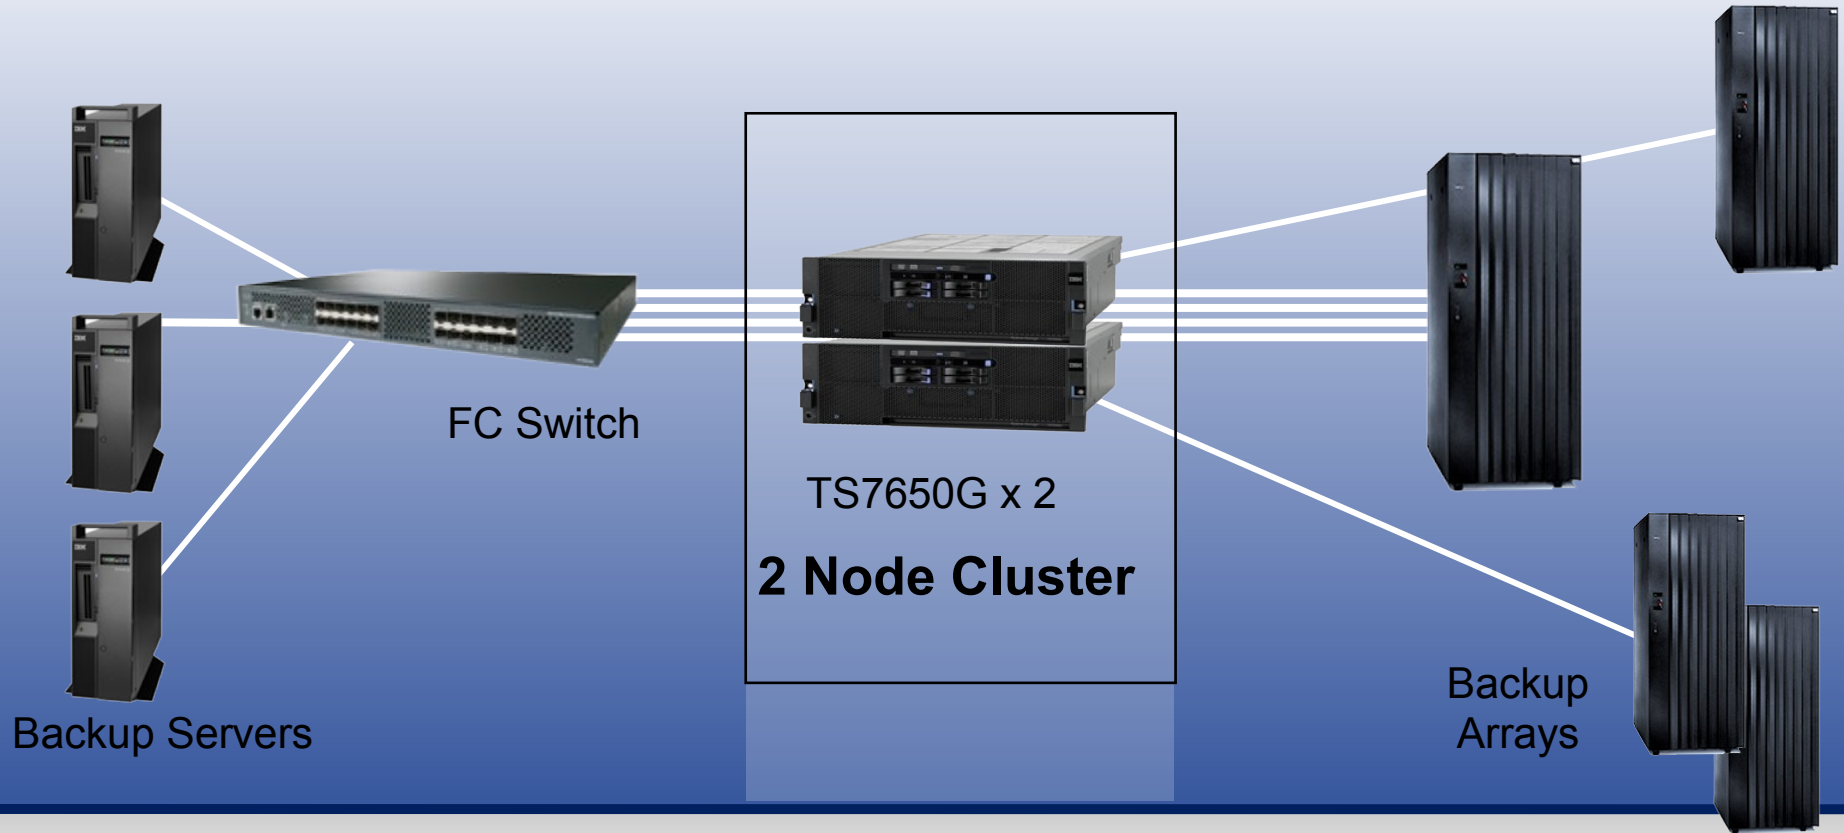 FC Switch
TS7650G x 2
2 Node Cluster
Backup Servers
Backup
Arrays